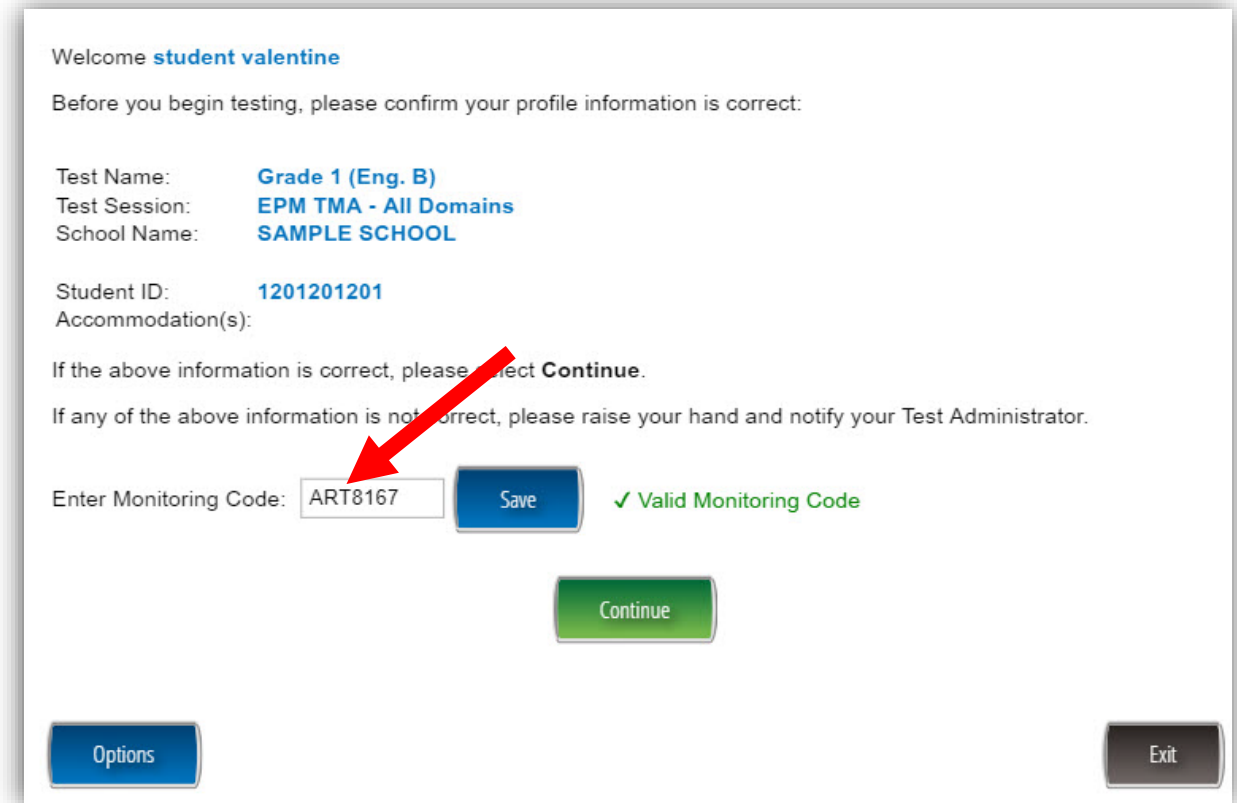 Welcome student valentine
Before you begin testing, please confirm your profile information is correct:
Test Name: Grade 1 (Eng. B)
Test Session: EPM TMA - All Domains
School Name: SAMPLE SCHOOL
Student ID: 1201201201
Accommodation(s):
If the above information is correct, please select Continue.
If any of the above information is not correct, please raise your hand and notify your Test Administrator.
Enter Monitoring Code: ART8167 Save ✓ Valid Monitoring Code
Continue
Options Exit